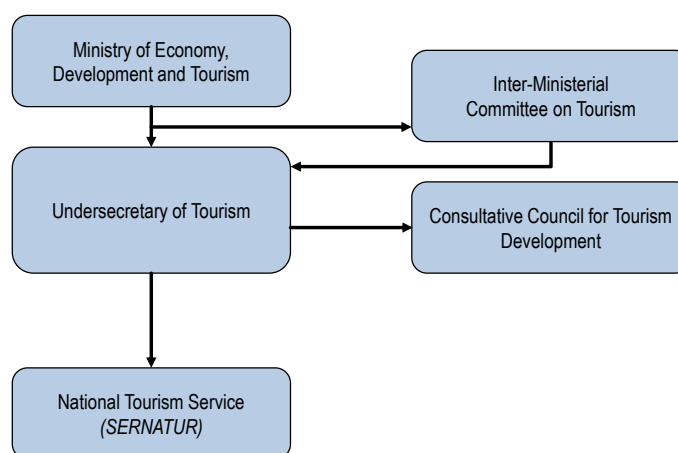 Ministry of Economy,
Development and Tourism
Inter-Ministerial
Committee on Tourism
Undersecretary of Tourism
Consultative Council for Tourism
Development
National Tourism Service
(SERNATUR)